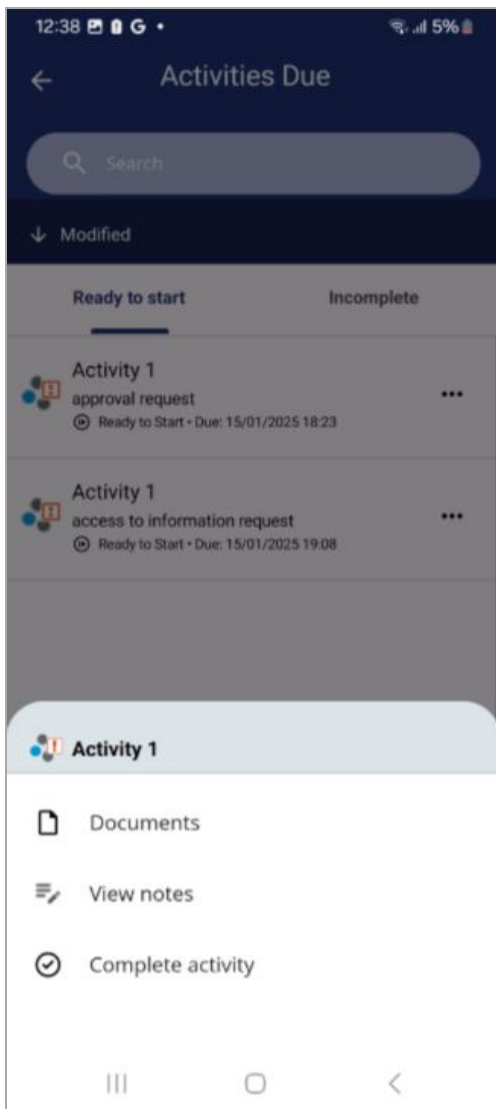 12:38 G • 5%
Activities Due
Search
Modified
Ready to start Incomplete
Activity 1
approval request
Ready to Start • Due: 15/01/2025 18:23
Activity 1
access to information request
Ready to Start • Due: 15/01/2025 19:08
Activity 1
Documents
View notes
Complete activity